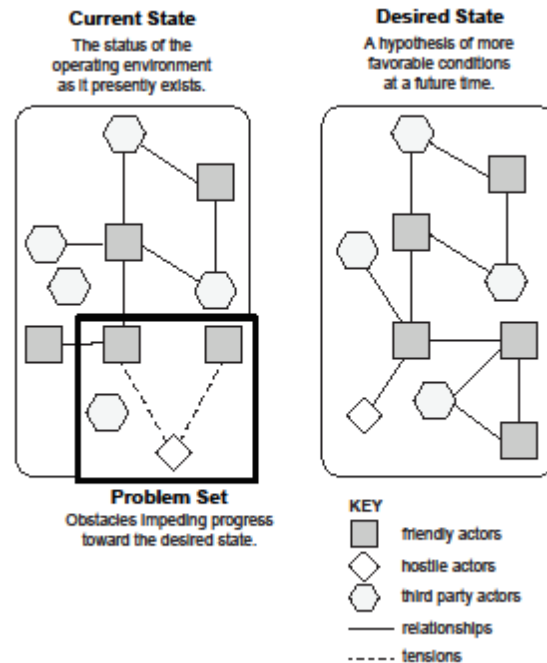 Current State
The status of the
operating environment
as it presently exists.
Desired State
A hypothesis of more
favorable conditions
at a future time.
Problem Set
Obstacles impeding progress
toward the desired state.
KEY
friendly actors
hostile actors
third party actors
relationships
tensions